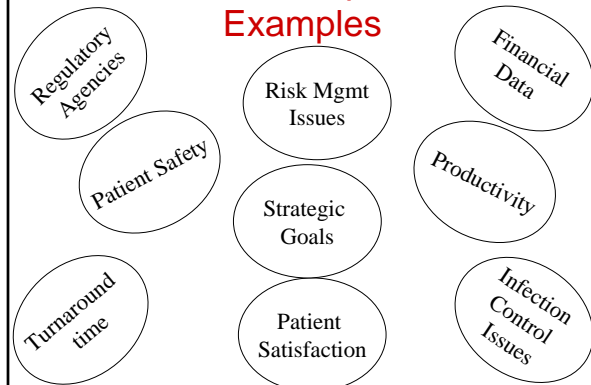 Examples
Regulatory
Agencies
Risk Mgmt
Issues
Financial
Data
Patient Safety
Strategic
Goals
Productivity
Turnaround
time
Patient
Satisfaction
Infection
Control
Issues